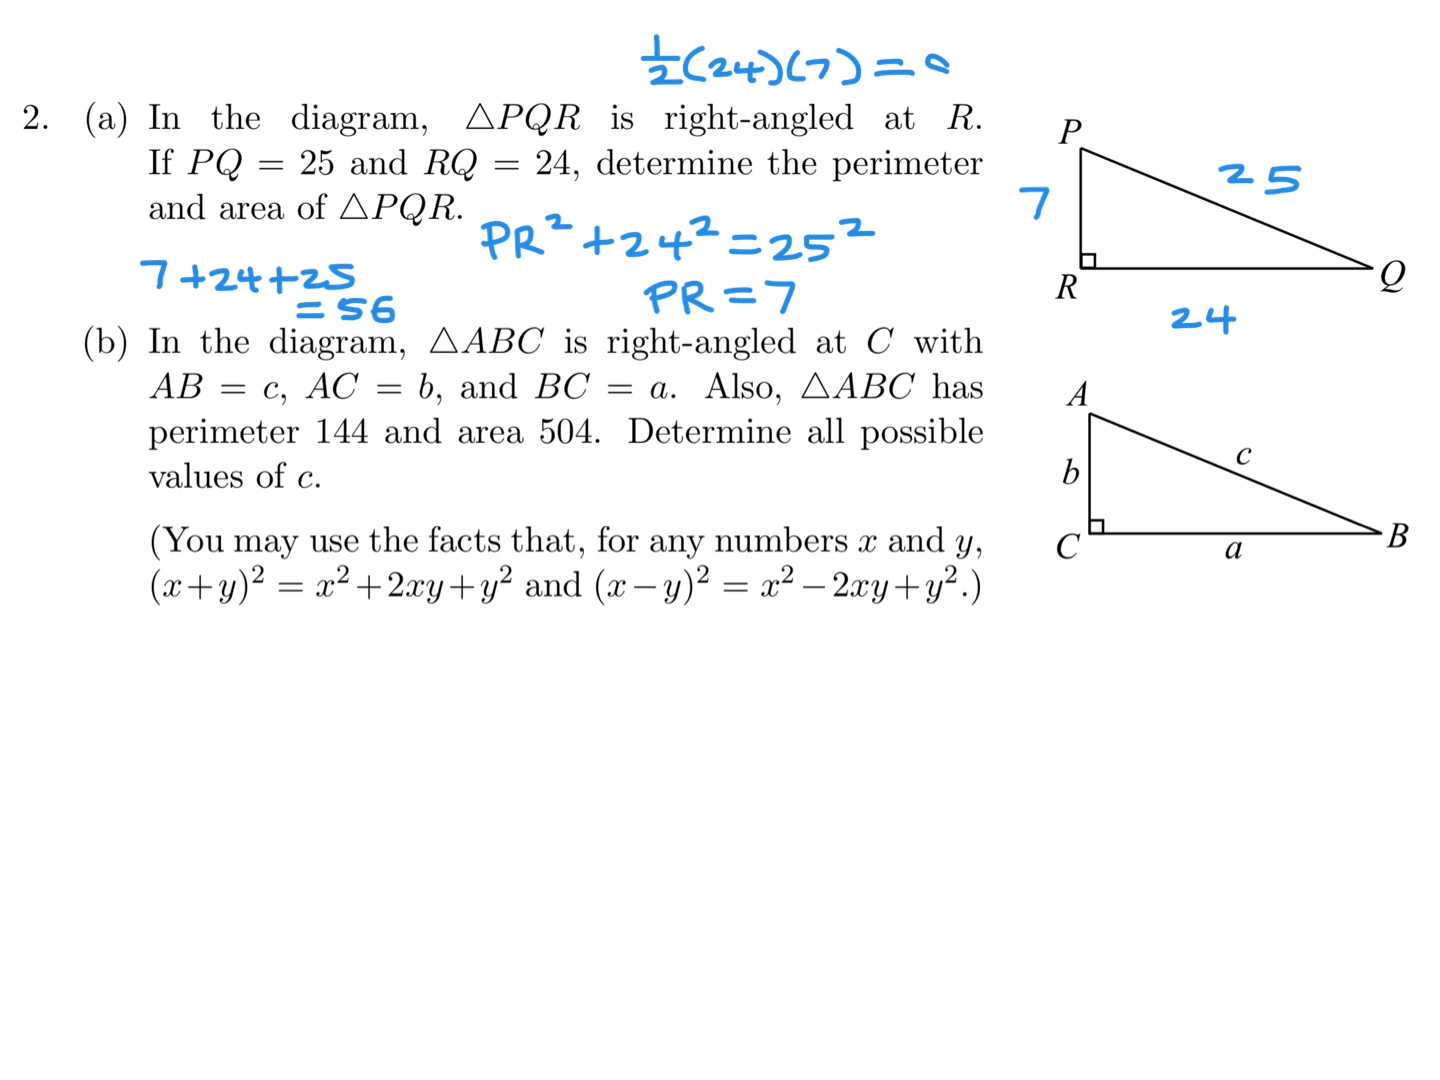 ½(24)(7) =
2. (a) In the diagram, △PQR is right-angled at R.
If PQ = 25 and RQ = 24, determine the perimeter
and area of △PQR.
PR² + 24² = 25²
PR = 7
7 + 24 + 25
= 56
P
7
25
R
Q
24
(b) In the diagram, △ABC is right-angled at C with
AB = c, AC = b, and BC = a. Also, △ABC has
perimeter 144 and area 504. Determine all possible
values of c.
(You may use the facts that, for any numbers x and y,
(x+y)² = x²+2xy+y² and (x−y)² = x²−2xy+y².)
A
c
b
C
B
a